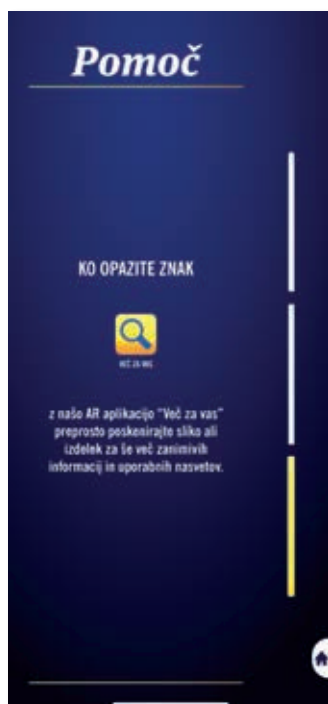 Pomoč
KO OPAZITE ZNAK
VEČ ZA VAS
z našo AR aplikacijo "Več za vas"
preprosto poskenirajte sliko ali
izdelek za še več zanimivih
informacij in uporabnih nasvetov.